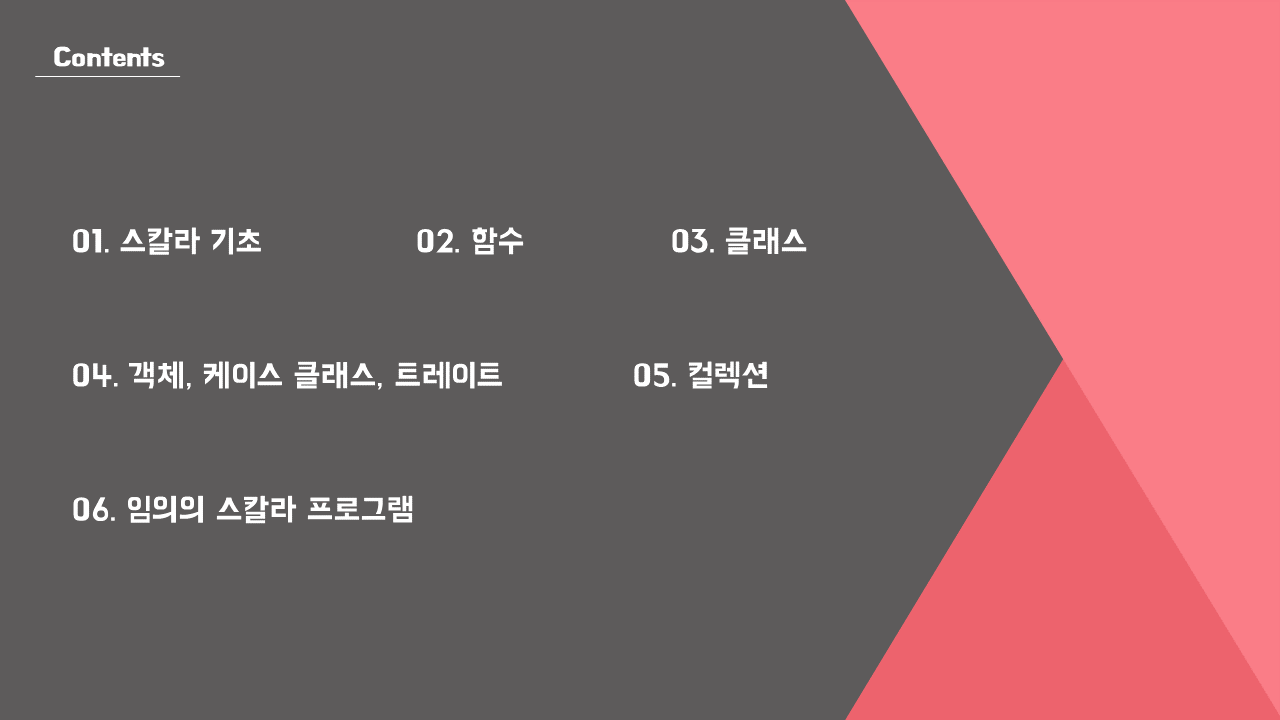 Contents
01. 스칼라 기초 02. 함수 03. 클래스
04. 객체, 케이스 클래스, 트레이트 05. 컬렉션
06. 임의의 스칼라 프로그램